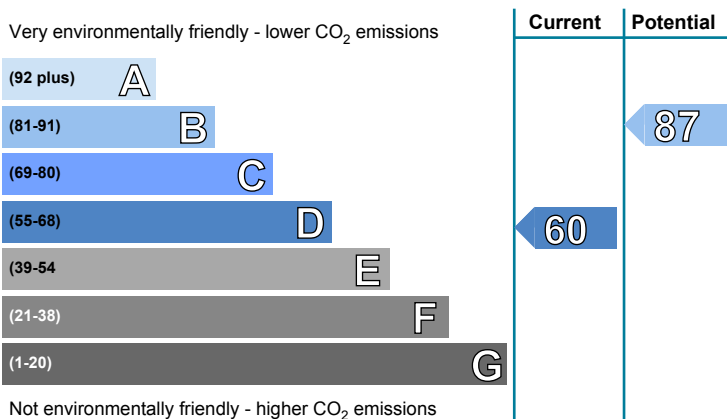 Very environmentally friendly - lower CO2 emissions
Current
Potential
(92 plus) A
(81-91) B
87
(69-80) C
(55-68) D
60
(39-54 E
(21-38) F
(1-20) G
Not environmentally friendly - higher CO2 emissions